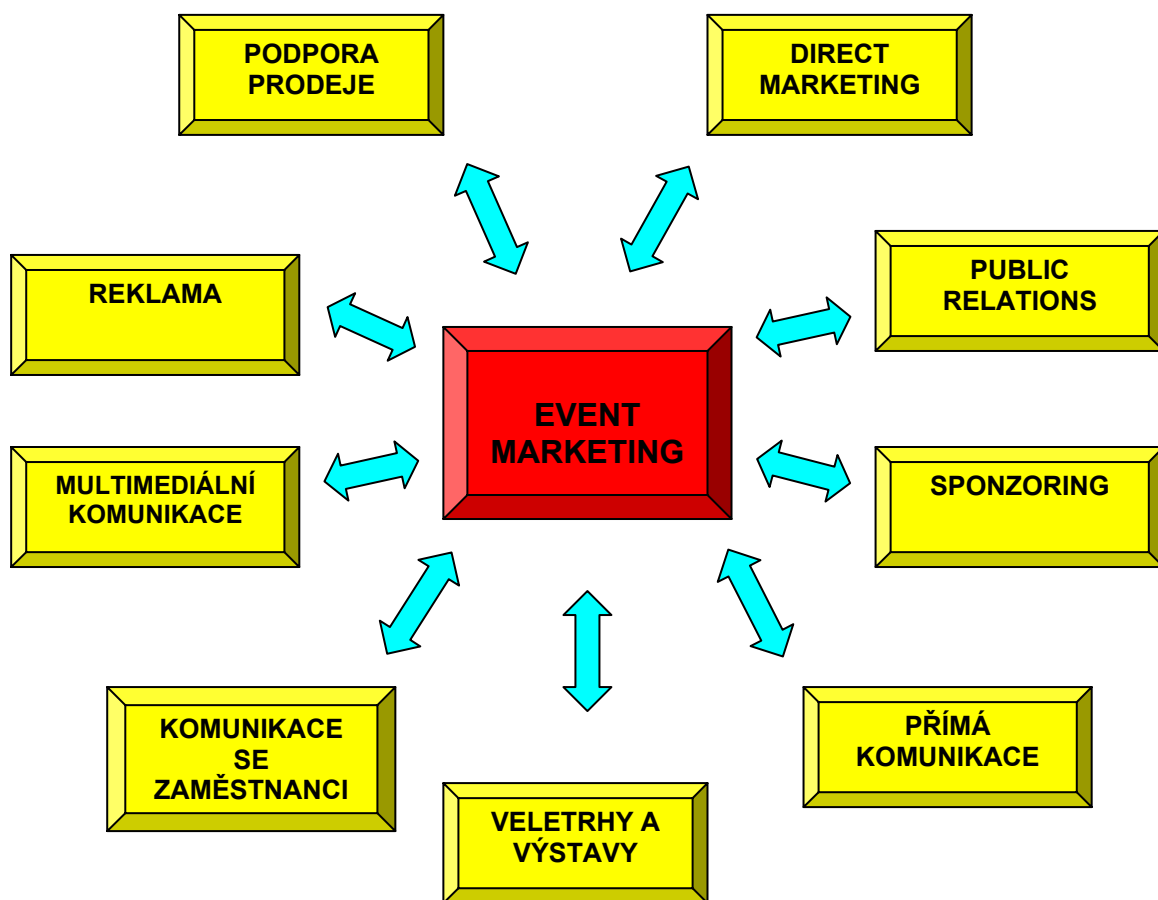 PODPORA
PRODEJE
DIRECT
MARKETING
REKLAMA
PUBLIC
RELATIONS
EVENT
MARKETING
MULTIMEDIÁLNÍ
KOMUNIKACE
SPONZORING
KOMUNIKACE
SE
ZAMĚSTNANCI
PŘÍMÁ
KOMUNIKACE
VELETRHY A
VÝSTAVY